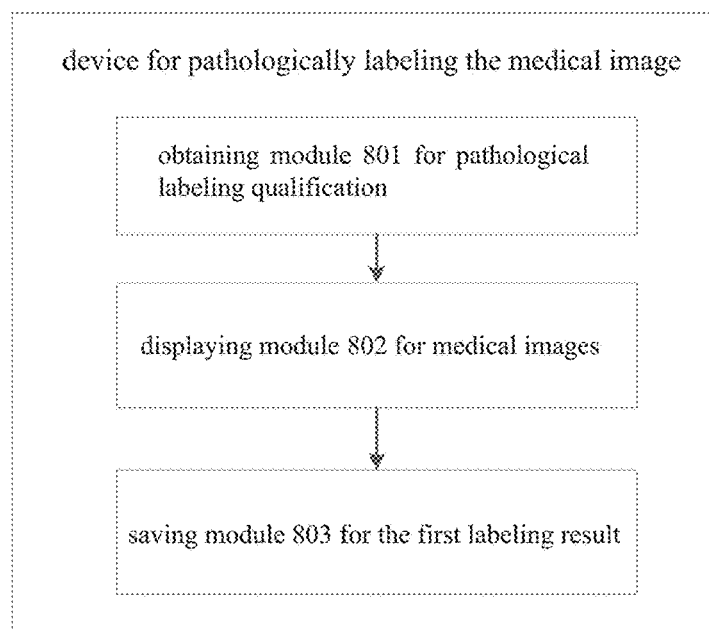 device for pathologically labeling the medical image
obtaining module 801 for pathological
labeling qualification
displaying module 802 for medical images
saving module 803 for the first labeling result